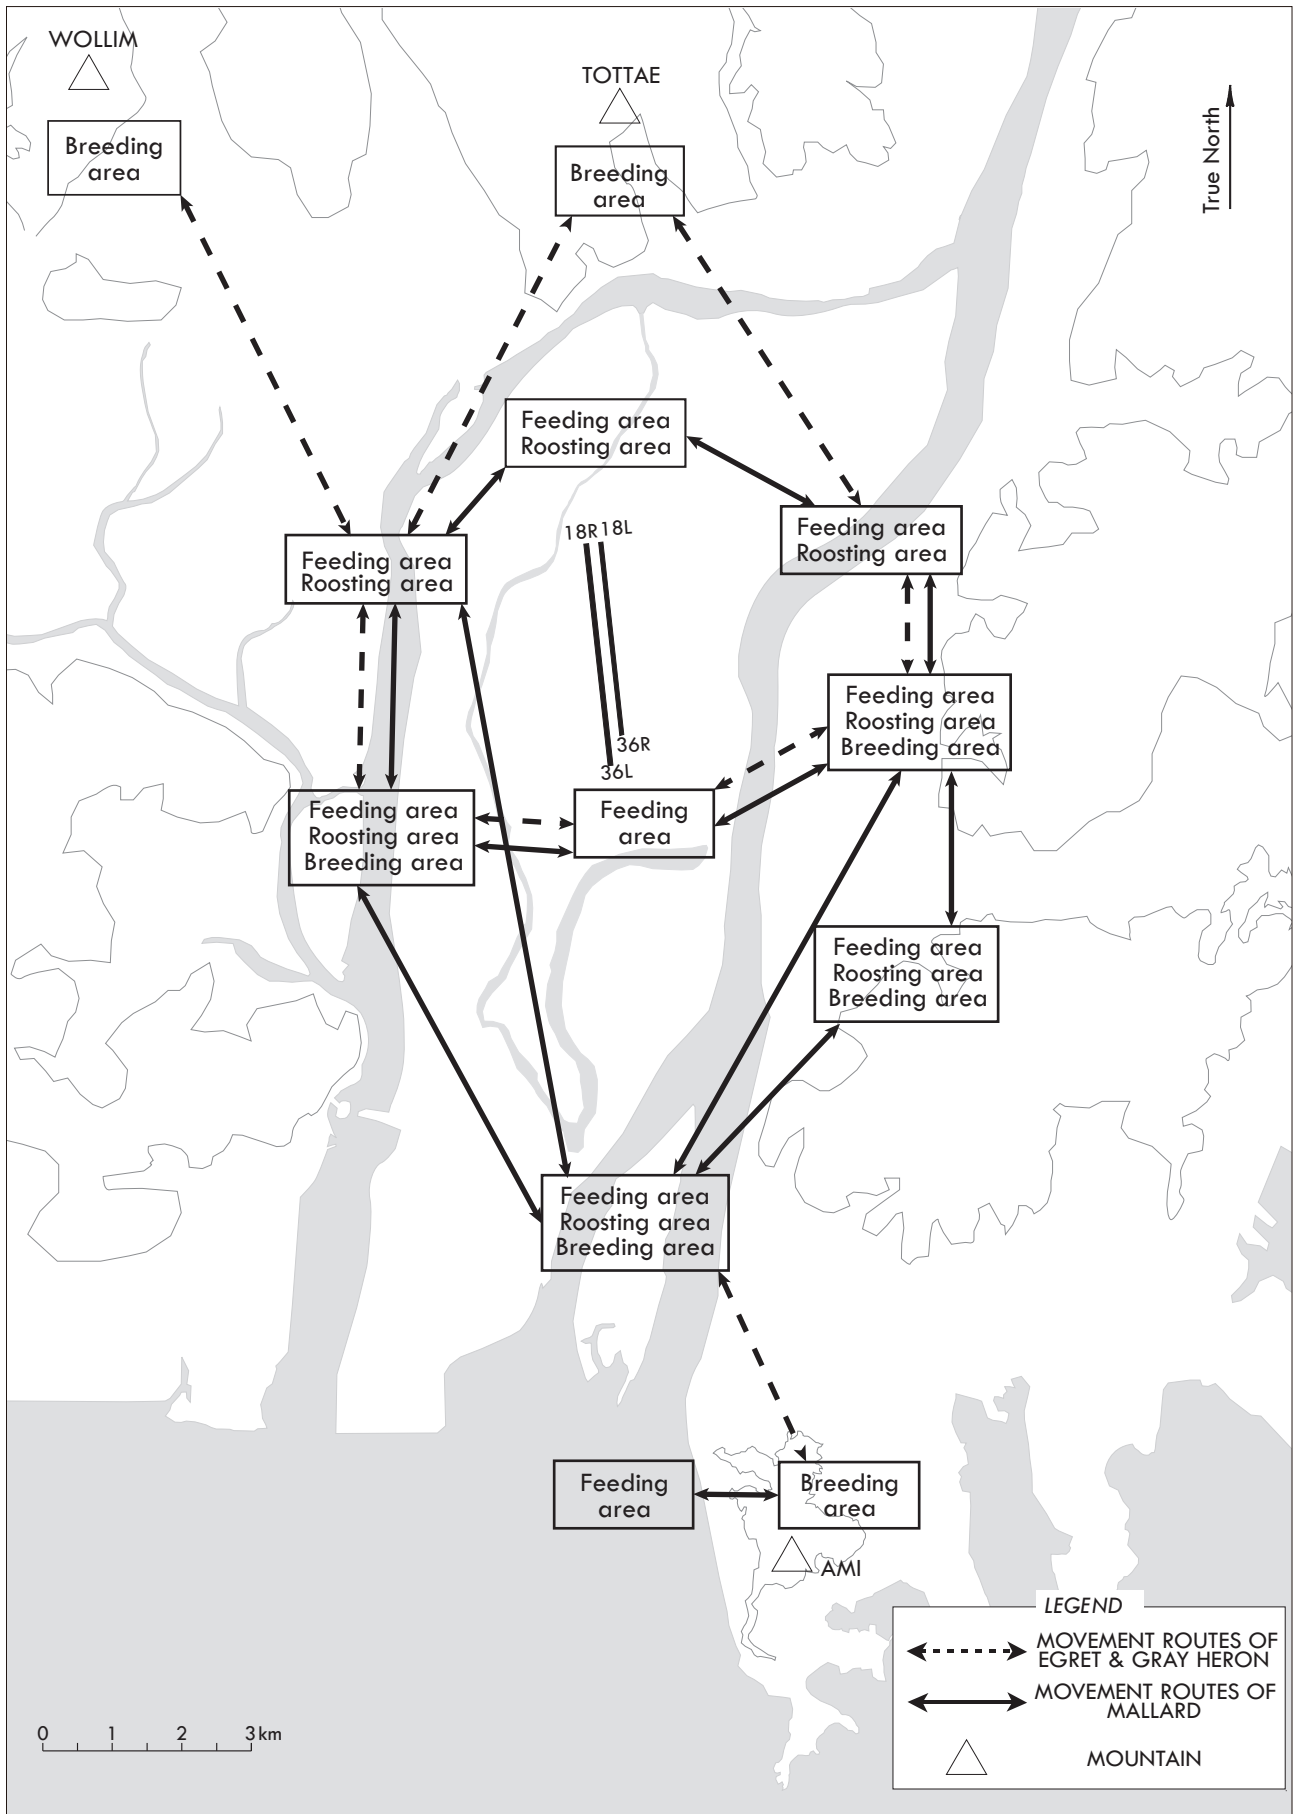 WOLLIM
TOTTAE
True North
Breeding
area
Breeding
area
Feeding area
Roosting area
Feeding area
Roosting area
18R 18L
Feeding area
Roosting area
Feeding area
Roosting area
Breeding area
36R
36L
Feeding area
Roosting area
Breeding area
Feeding
area
Feeding area
Roosting area
Breeding area
Feeding area
Roosting area
Breeding area
Feeding
area
Breeding
area
AMI
LEGEND
MOVEMENT ROUTES OF
EGRET & GRAY HERON
MOVEMENT ROUTES OF
MALLARD
MOUNTAIN
0 1 2 3 km